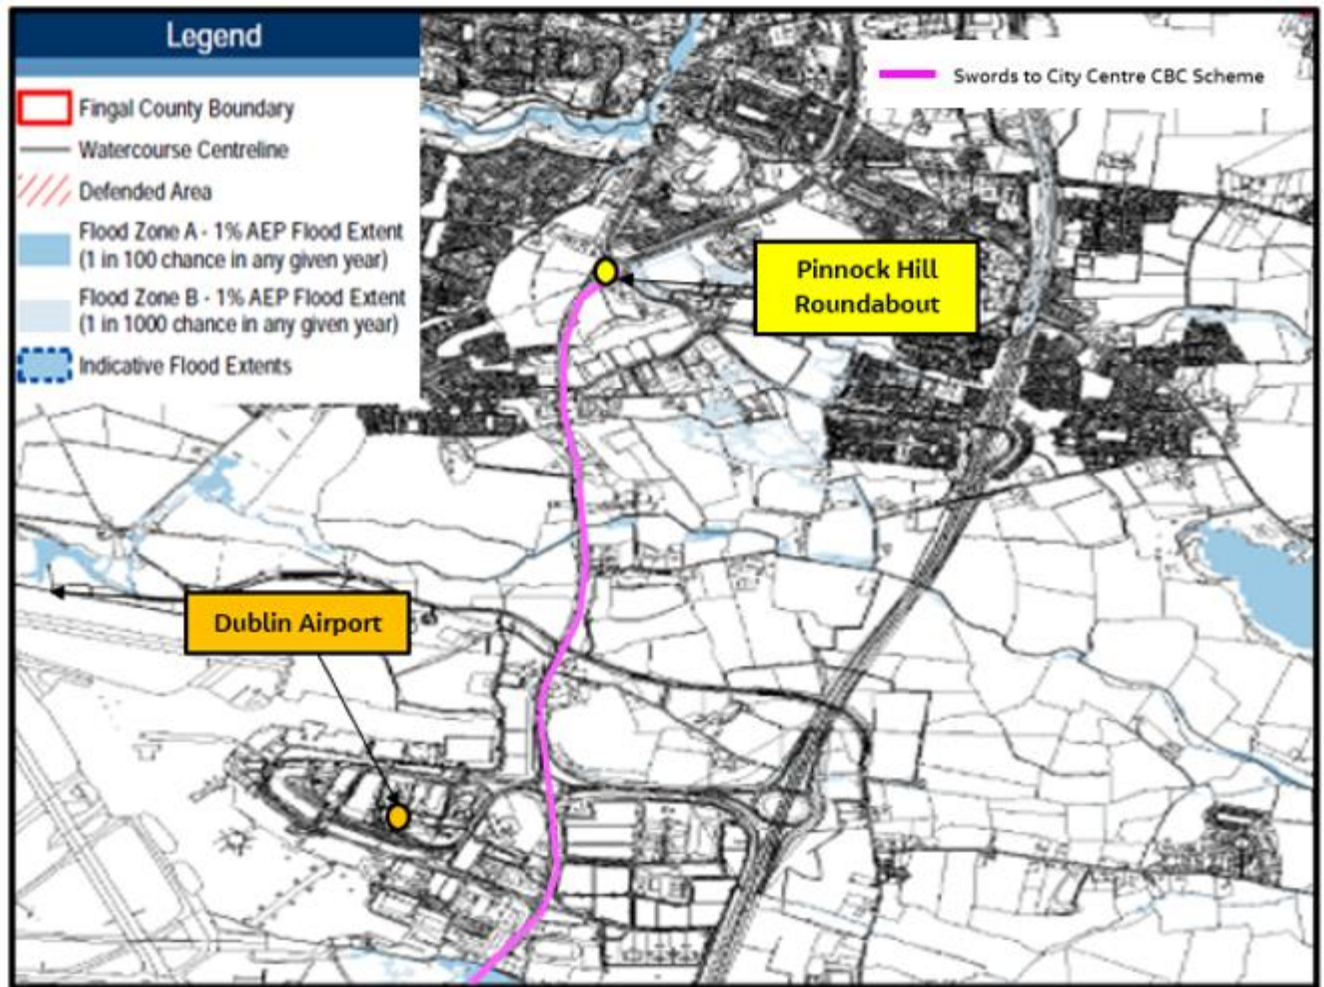 Legend
Fingal County Boundary
Watercourse Centreline
Defended Area
Flood Zone A - 1% AEP Flood Extent
(1 in 100 chance in any given year)
Flood Zone B - 1% AEP Flood Extent
(1 in 1000 chance in any given year)
Indicative Flood Extents
Swords to City Centre CBC Scheme
Pinnock Hill
Roundabout
Dublin Airport